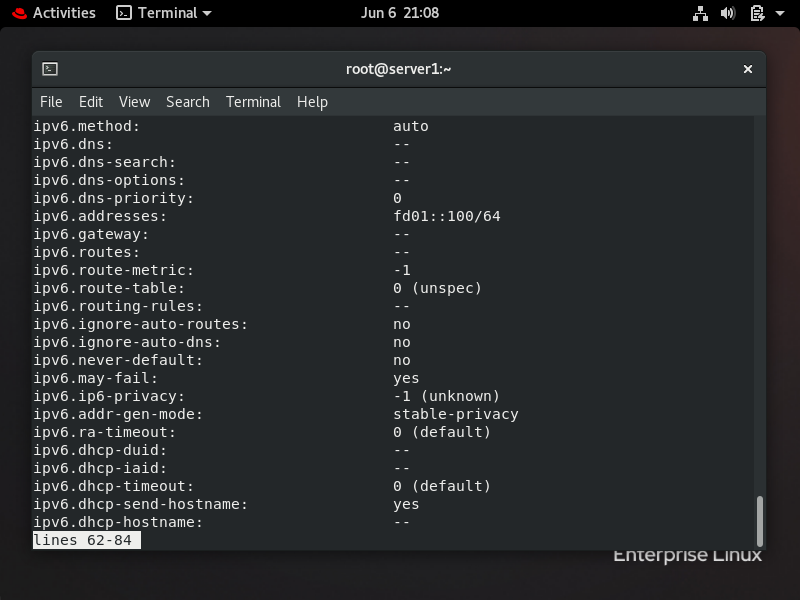 Activities Terminal Jun 6 21:08
root@server1:~ ×
File Edit View Search Terminal Help
ipv6.method: auto
ipv6.dns: --
ipv6.dns-search: --
ipv6.dns-options: --
ipv6.dns-priority: 0
ipv6.addresses: fd01::100/64
ipv6.gateway: --
ipv6.routes: --
ipv6.route-metric: -1
ipv6.route-table: 0 (unspec)
ipv6.routing-rules: --
ipv6.ignore-auto-routes: no
ipv6.ignore-auto-dns: no
ipv6.never-default: no
ipv6.may-fail: yes
ipv6.ip6-privacy: -1 (unknown)
ipv6.addr-gen-mode: stable-privacy
ipv6.ra-timeout: 0 (default)
ipv6.dhcp-duid: --
ipv6.dhcp-iaid: --
ipv6.dhcp-timeout: 0 (default)
ipv6.dhcp-send-hostname: yes
ipv6.dhcp-hostname: --
lines 62-84
Enterprise Linux